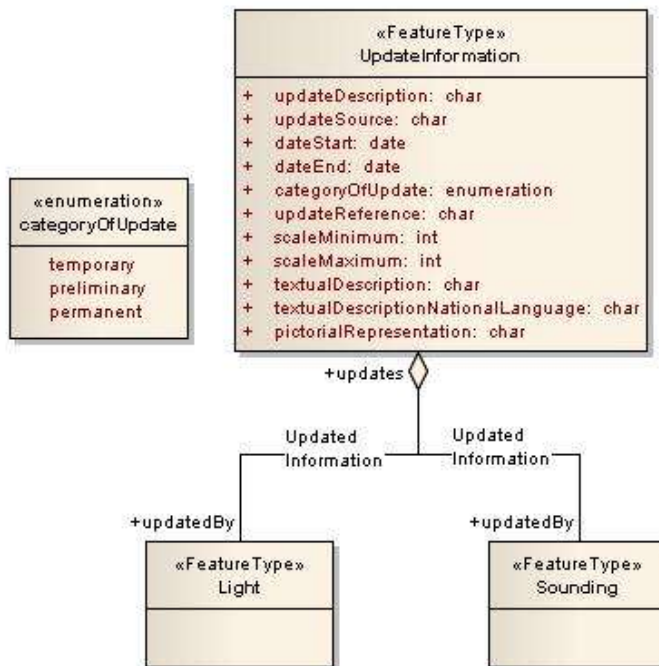 «FeatureType»
UpdateInformation
+ updateDescription: char
+ updateSource: char
+ dateStart: date
+ dateEnd: date
+ categoryOfUpdate: enumeration
+ updateReference: char
+ scaleMinimum: int
+ scaleMaximum: int
+ textualDescription: char
+ textualDescriptionNationalLanguage: char
+ pictorialRepresentation: char
«enumeration»
categoryOfUpdate
temporary
preliminary
permanent
+updates
Updated
Information
Updated
Information
+updatedBy
+updatedBy
«FeatureType»
Light
«FeatureType»
Sounding